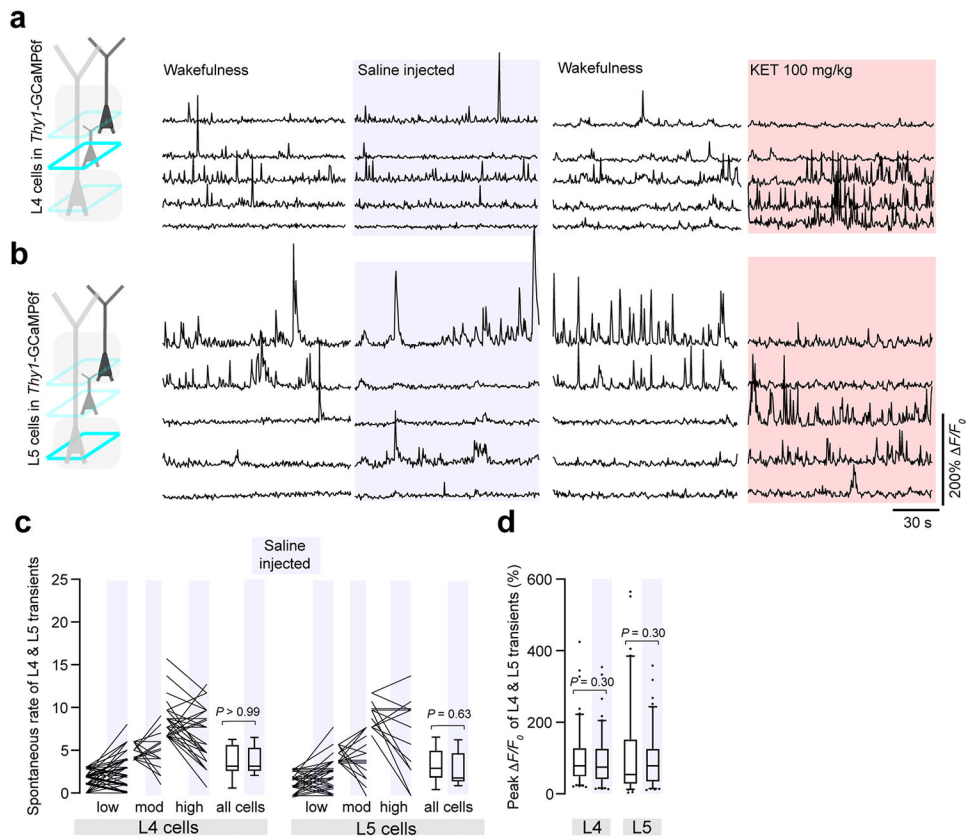 a
L4 cells in Thy1-GCaMP6f
Wakefulness
Saline injected
Wakefulness
KET 100 mg/kg
b
L5 cells in Thy1-GCaMP6f
200% ΔF/F0
30 s
c
Saline
injected
Spontaneous rate of L4 & L5 transients
25
20
15
10
5
0
P > 0.99
P = 0.63
low mod high all cells low mod high all cells
L4 cells L5 cells
d
Peak ΔF/F0 of L4 & L5 transients (%)
600
400
200
0
P = 0.30
P = 0.30
L4 L5